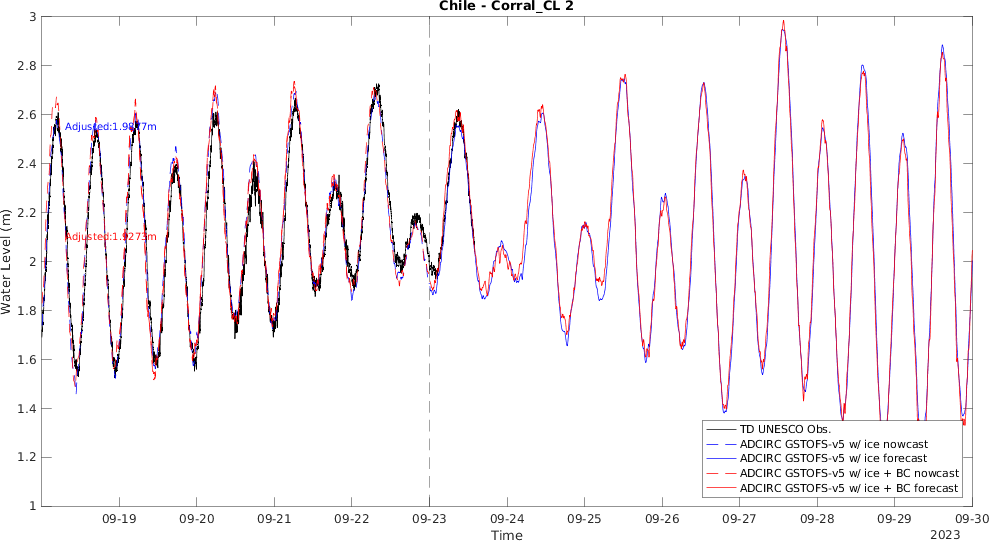 Chile - Corral_CL 2
3
2.8
2.6
2.4
2.2
2
1.8
1.6
1.4
1.2
1
Water Level (m)
Adjusted:1.9273m
09-19
09-20
09-21
09-22
09-23
09-24
09-25
09-26
09-27
09-28
09-29
09-30
Time
2023
TD UNESCO Obs.
ADCIRC GSTOFS-v5 w/ ice nowcast
ADCIRC GSTOFS-v5 w/ ice forecast
ADCIRC GSTOFS-v5 w/ ice + BC nowcast
ADCIRC GSTOFS-v5 w/ ice + BC forecast